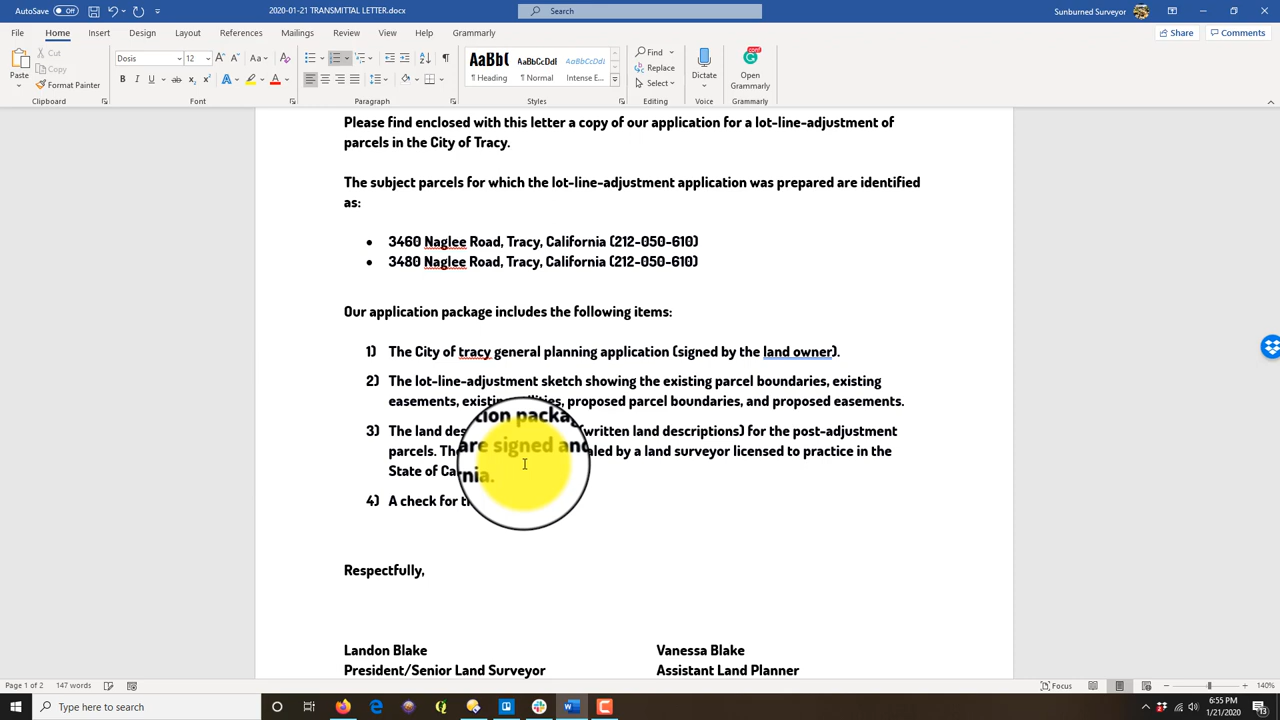 AutoSave Off 2020-01-21 TRANSMITTAL LETTER.docx Search Sunburned Surveyor
File Home Insert Draw Design Layout References Mailings Review View Help Grammarly Share Comments
Paste Cut Copy Format Painter Dosis 12 Aa B I U ab x₂ x² A A AaBbC AaBbCcDdI AaBbCcDd Heading Normal Intense E... Find Replace Select Dictate Open Grammarly
Clipboard Font Paragraph Styles Editing Voice Grammarly
Please find enclosed with this letter a copy of our application for a lot-line-adjustment of
parcels in the City of Tracy.
The subject parcels for which the lot-line-adjustment application was prepared are identified
as:
• 3460 Naglee Road, Tracy, California (212-050-610)
• 3480 Naglee Road, Tracy, California (212-050-610)
Our application package includes the following items:
1) The City of tracy general planning application (signed by the land owner).
2) The lot-line-adjustment sketch showing the existing parcel boundaries, existing
easements, proposed parcel boundaries, and proposed easements.
3) The land (written land descriptions) for the post-adjustment
parcels. are signed and by a land surveyor licensed to practice in the
State of
4) A check for
Respectfully,
Landon Blake Vanessa Blake
President/Senior Land Surveyor Assistant Land Planner
Page 1 of 2 147 words Focus 140%
Type here to search 6:55 PM
1/21/2020